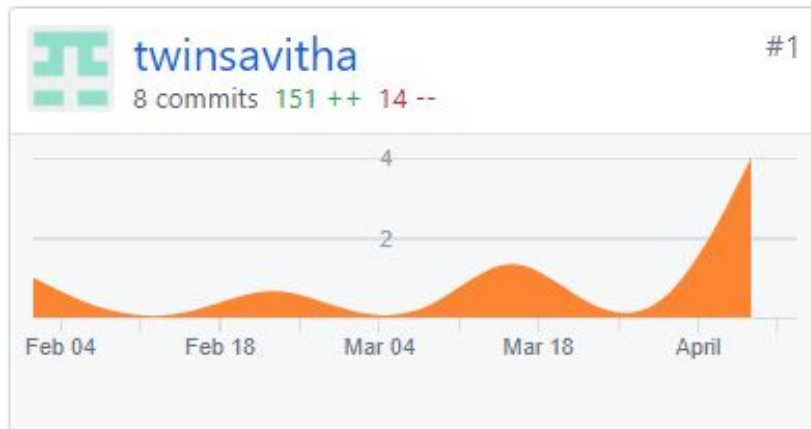 twinsavitha
#1
8 commits 151 ++ 14 --
4
2
Feb 04 Feb 18 Mar 04 Mar 18 April